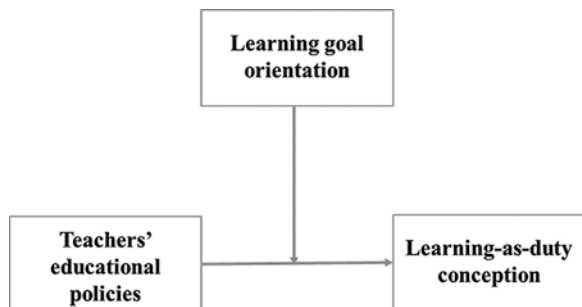 Learning goal
orientation
Teachers’
educational
policies
Learning-as-duty
conception